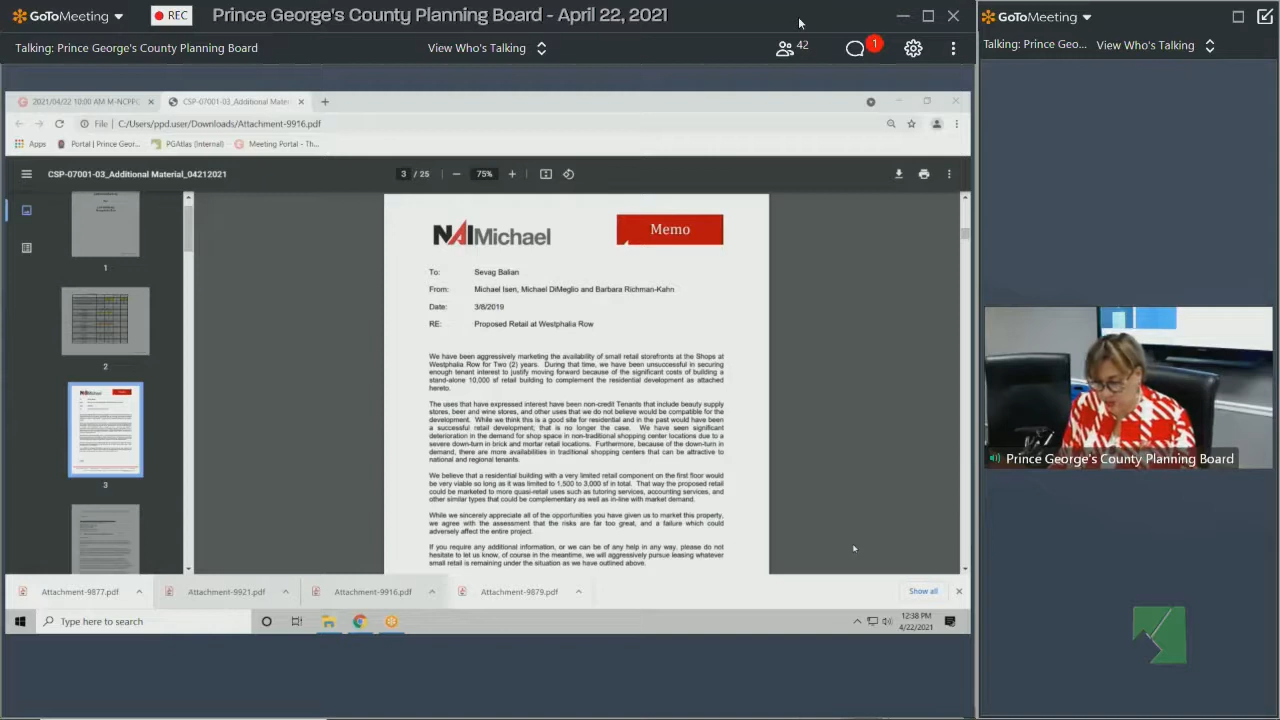 GoToMeeting
REC
Prince George's County Planning Board - April 22, 2021
GoToMeeting
Talking: Prince George's County Planning Board
View Who's Talking
42
1
Talking: Prince Geo...
View Who's Talking
2021/04/22 10:00 AM M-NCPPC
CSP-07001-03_Additional Mater
File
C:/Users/ppd.user/Downloads/Attachment-9916.pdf
Apps
Portal | Prince Geor...
PGAtlas (Internal)
Meeting Portal - Th...
CSP-07001-03_Additional Material_04212021
3 / 25
75%
1
2
3
NAIMichael
Memo
To: Sevag Balian
From: Michael Isen, Michael DiMeglio and Barbara Richman-Kahn
Date: 3/8/2019
RE: Proposed Retail at Westphalia Row
We have been aggressively marketing the availability of small retail storefronts at the Shops at
Westphalia Row for Two (2) years. During that time, we have been unsuccessful in securing
enough tenant interest to justify moving forward because of the significant costs of building a
stand-alone 10,000 sf retail building to complement the residential development as attached
hereto.
The uses that have expressed interest have been non-credit Tenants that include beauty supply
stores, beer and wine stores, and other uses that we do not believe would be compatible for the
development. While we think this is a good site for residential and in the past would have been
a successful retail development; that is no longer the case. We have seen significant
deterioration in the demand for shop space in non-traditional shopping center locations due to a
severe down-turn in brick and mortar retail locations. Furthermore, because of the down-turn in
demand, there are more availabilities in traditional shopping centers that can be attractive to
national and regional tenants.
We believe that a residential building with a very limited retail component on the first floor would
be very viable so long as it was limited to 1,500 to 3,000 sf in total. That way the proposed retail
could be marketed to more quasi-retail uses such as tutoring services, accounting services, and
other similar types that could be complementary as well as in-line with market demand.
While we sincerely appreciate all of the opportunities you have given us to market this property,
we agree with the assessment that the risks are far too great, and a failure which could
adversely affect the entire project.
If you require any additional information, or we can be of any help in any way, please do not
hesitate to let us know, of course in the meantime, we will aggressively pursue leasing whatever
small retail is remaining under the situation as we have outlined above.
Prince George's County Planning Board
Attachment-9877.pdf
Attachment-9921.pdf
Attachment-9916.pdf
Attachment-9879.pdf
Show all
Type here to search
12:38 PM
4/22/2021